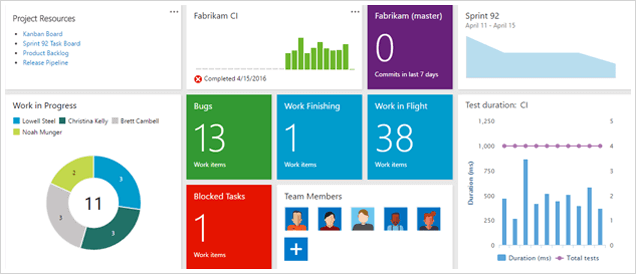 Project Resources
Kanban Board
Sprint 92 Task Board
Product Backlog
Release Pipeline
Fabrikam CI
Completed 4/15/2016
Fabrikam (master)
0
Commits in last 7 days
Sprint 92
April 11 - April 15
Work in Progress
Lowell Steel
Christina Kelly
Brett Cambell
Noah Munger
2
3
3
3
11
Bugs
13
Work items
Work Finishing
1
Work items
Work in Flight
38
Work items
Blocked Tasks
1
Work items
Team Members
Test duration: CI
Duration (ms)
1,250
1,000
750
500
250
0
5
4
3
2
1
0
Duration (ms)
Total tests